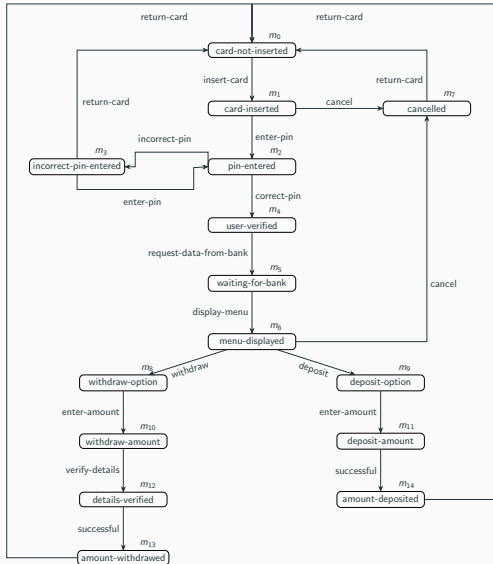 return-card
return-card
m0
card-not-inserted
insert-card
return-card
return-card
m1
card-inserted
cancel
m7
cancelled
enter-pin
incorrect-pin
m3
incorrect-pin-entered
m2
pin-entered
enter-pin
correct-pin
m4
user-verified
request-data-from-bank
m5
waiting-for-bank
cancel
display-menu
m6
menu-displayed
withdraw
deposit
m8
withdraw-option
m9
deposit-option
enter-amount
enter-amount
m10
withdraw-amount
m11
deposit-amount
verify-details
successful
m12
details-verified
m14
amount-deposited
successful
m13
amount-withdrawed